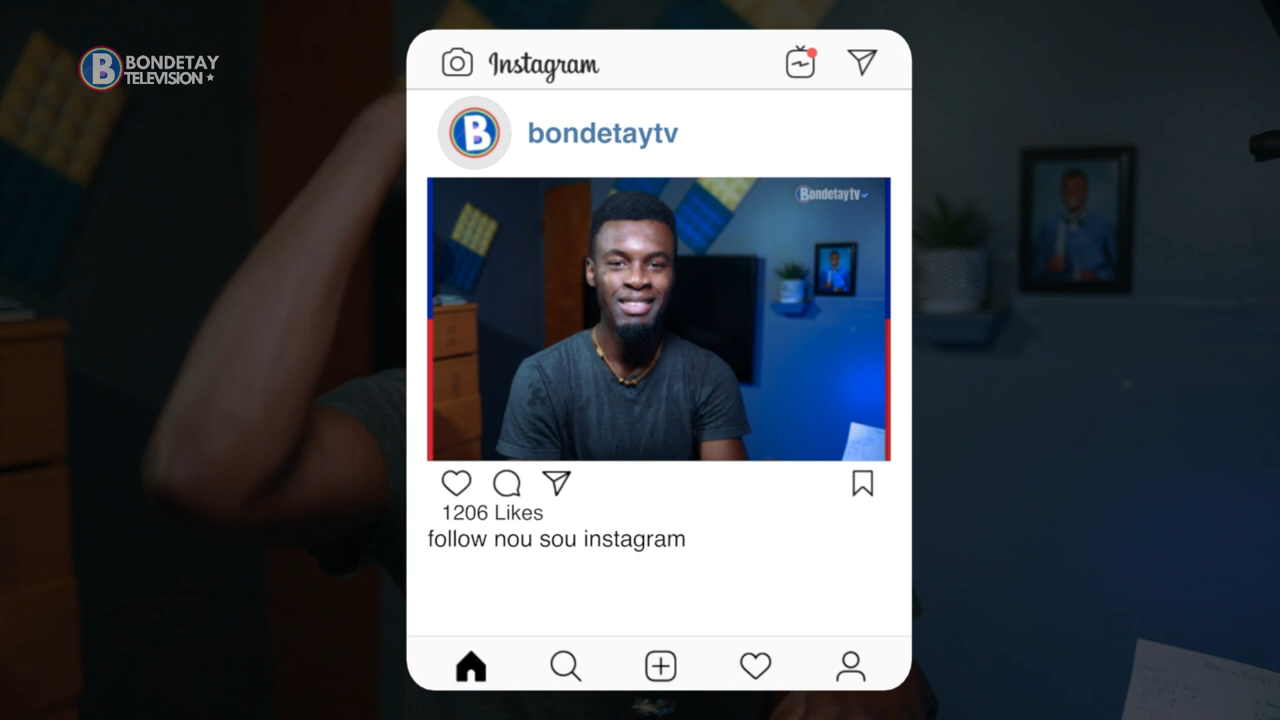 BONDETAY
TELEVISION
Instagram
bondetaytv
Bondetaytv
1206 Likes
follow nou sou instagram